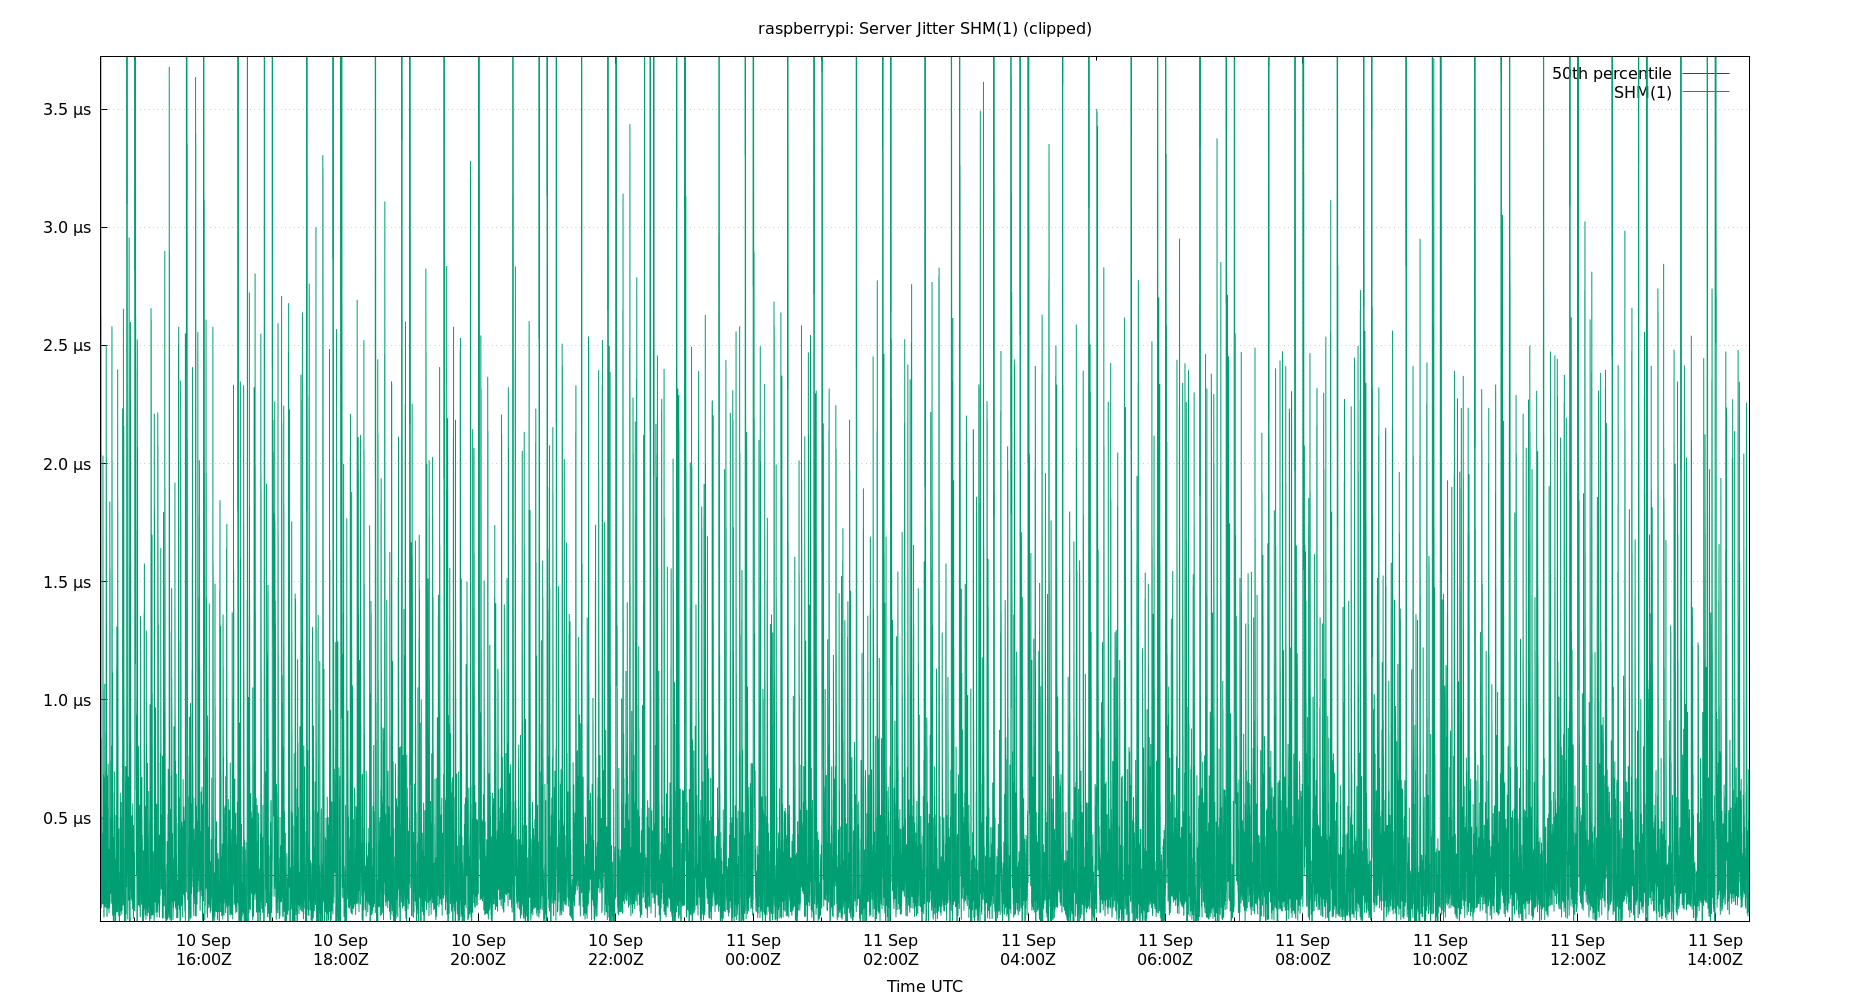 raspberrypi: Server Jitter SHM(1) (clipped)
50th percentile
SHM(1)
3.5 µs
3.0 µs
2.5 µs
2.0 µs
1.5 µs
1.0 µs
0.5 µs
10 Sep 10 Sep 10 Sep 10 Sep 11 Sep 11 Sep 11 Sep 11 Sep 11 Sep 11 Sep 11 Sep 11 Sep
16:00Z 18:00Z 20:00Z 22:00Z 00:00Z 02:00Z 04:00Z 06:00Z 08:00Z 10:00Z 12:00Z 14:00Z
Time UTC